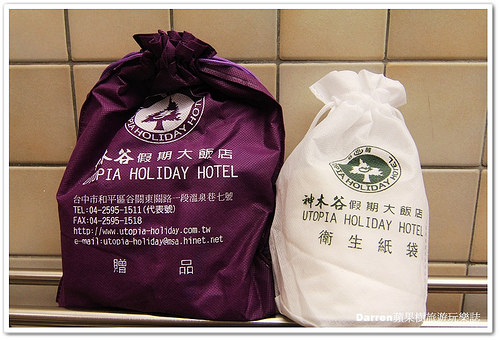 UTOPIA HOLIDAY HOTEL
神木谷假期大飯店
UTOPIA HOLIDAY HOTEL
台中市和平區谷關東關路一段溫泉巷七號
TEL:04-2595-1511(代表號)
FAX:04-2595-1518
http://www.utopia-holiday.com.tw
e-mail:utopia-holiday@msa.hinet.net
贈 品
UTOPIA HOLIDAY HOTEL
神木谷假期大飯店
UTOPIA HOLIDAY HOTEL
衛生紙袋
Darren蘋果樹旅遊玩樂誌